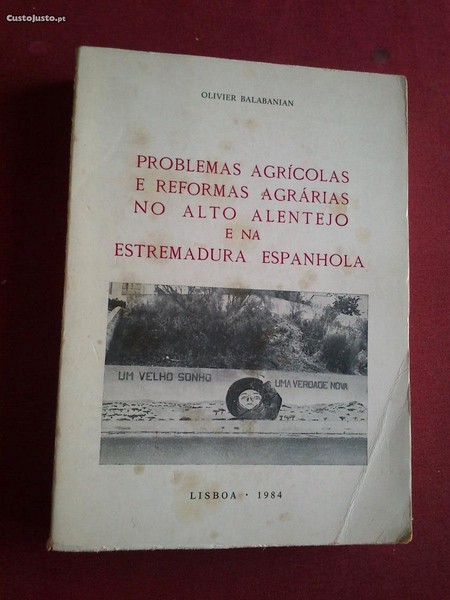 CustoJusto.pt
OLIVIER BALABANIAN
PROBLEMAS AGRÍCOLAS
E REFORMAS AGRÁRIAS
NO ALTO ALENTEJO
E NA
ESTREMADURA ESPANHOLA
UM VELHO SONHO
UMA VERDADE NOVA
LISBOA · 1984